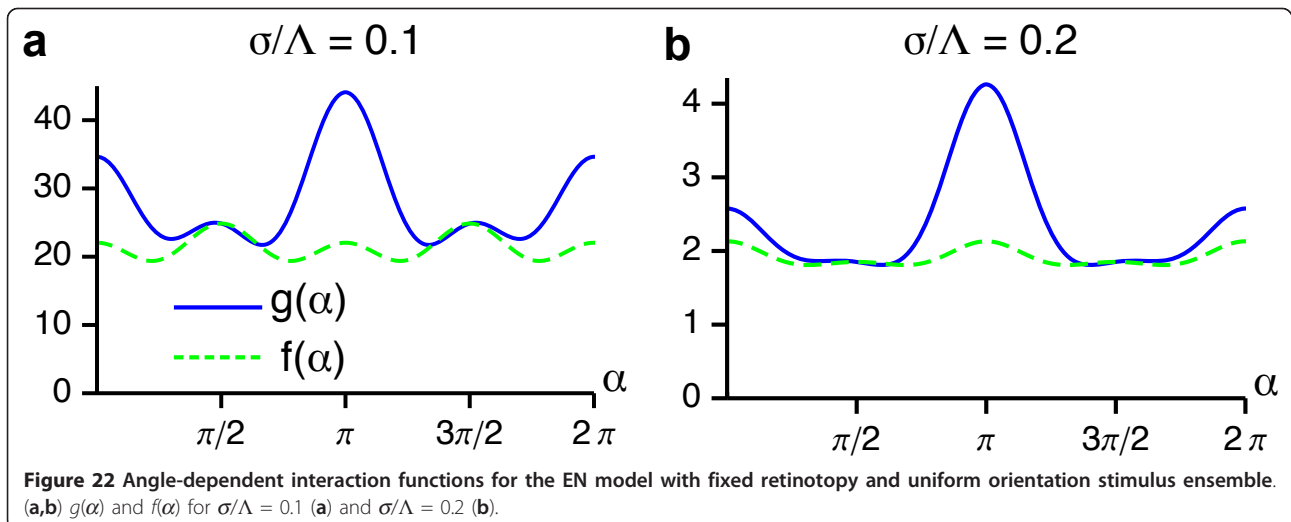 a
σ/Λ = 0.1
40
30
20
10
0
g(α)
f(α)
π/2
π
3π/2
2 π
α
b
σ/Λ = 0.2
4
3
2
1
0
π/2
π
3π/2
2 π
α
Figure 22 Angle-dependent interaction functions for the EN model with fixed retinotopy and uniform orientation stimulus ensemble.
(a,b) g(α) and f(α) for σ/Λ = 0.1 (a) and σ/Λ = 0.2 (b).